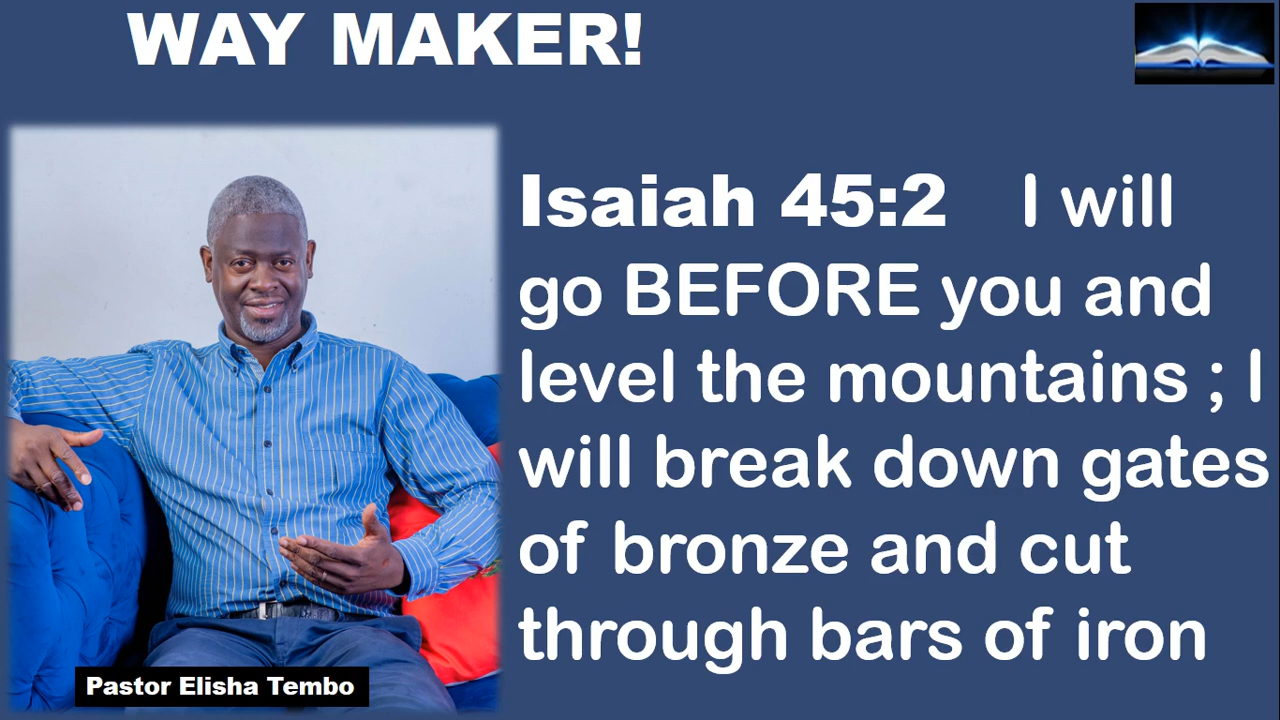 WAY MAKER!
Isaiah 45:2 I will
go BEFORE you and
level the mountains ; I
will break down gates
of bronze and cut
through bars of iron
Pastor Elisha Tembo